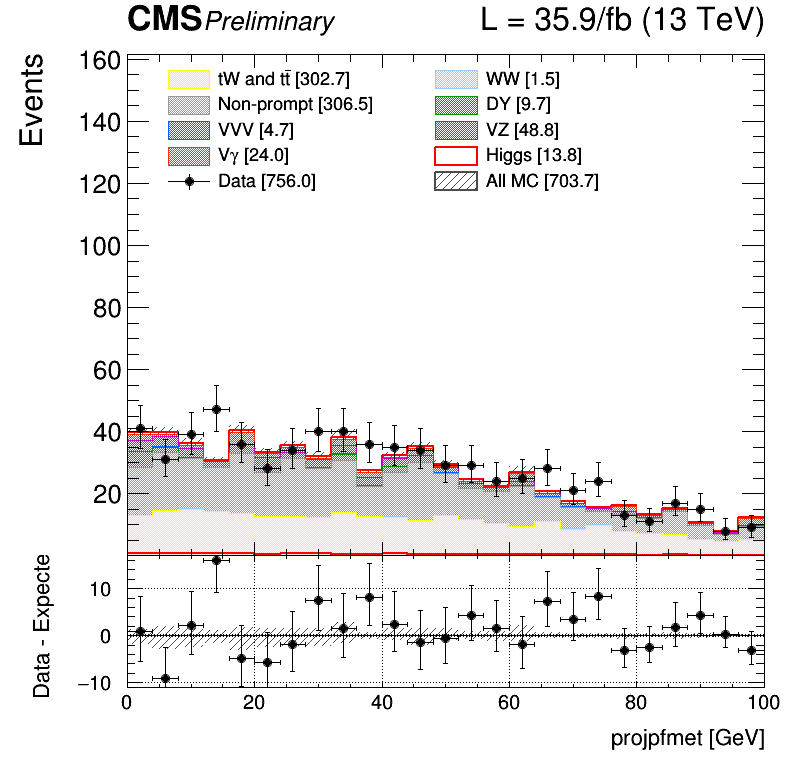 CMS Preliminary L = 35.9/fb (13 TeV)
Events
160
140
120
100
80
60
40
20
tW and tt̄ [302.7]
Non-prompt [306.5]
VVV [4.7]
Vγ [24.0]
Data [756.0]
WW [1.5]
DY [9.7]
VZ [48.8]
Higgs [13.8]
All MC [703.7]
Data - Expecte
10
0
−10
0 20 40 60 80 100
projpfmet [GeV]